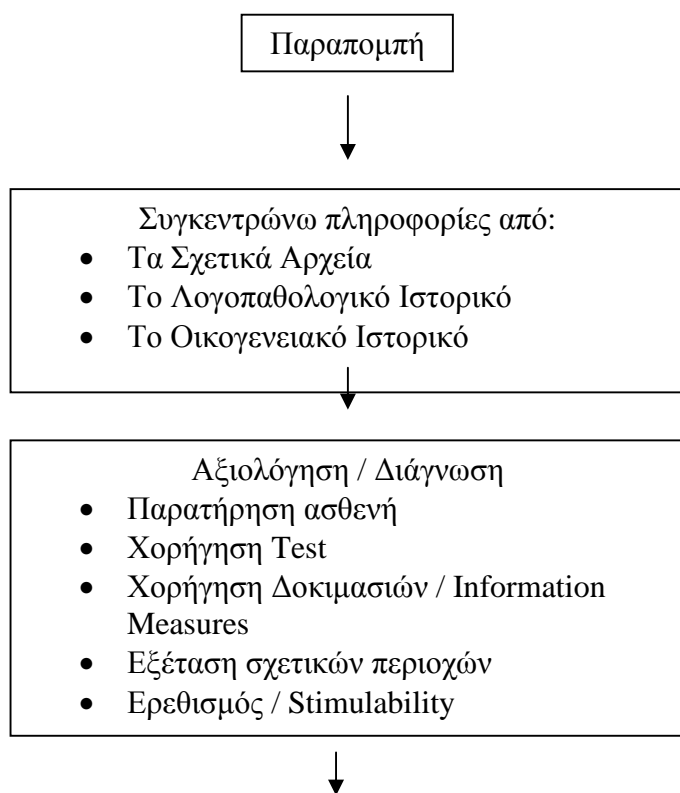 Παραπομπή
Συγκεντρώνω πληροφορίες από:
• Τα Σχετικά Αρχεία
• Το Λογοπαθολογικό Ιστορικό
• Το Οικογενειακό Ιστορικό
Αξιολόγηση / Διάγνωση
• Παρατήρηση ασθενή
• Χορήγηση Test
• Χορήγηση Δοκιμασιών / Information
Measures
• Εξέταση σχετικών περιοχών
• Ερεθισμός / Stimulability